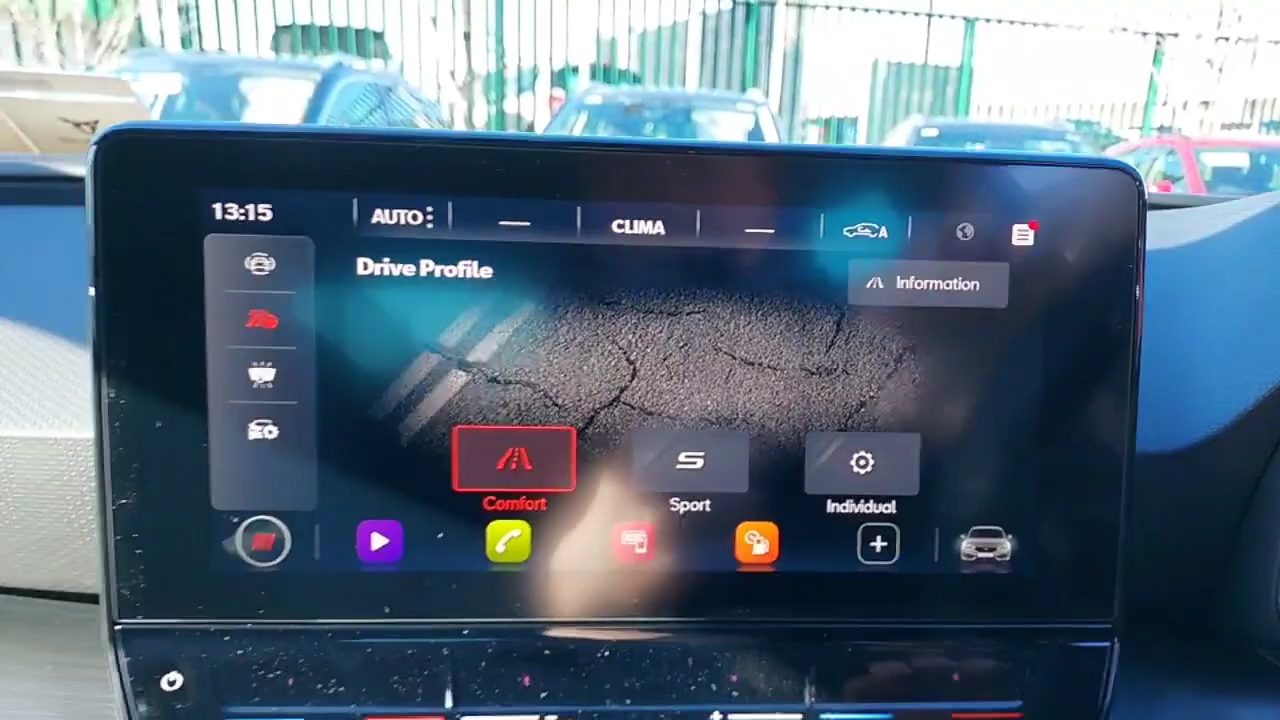 13:15
AUTO
CLIMA
A
Drive Profile
Information
S
Comfort
Sport
Individual